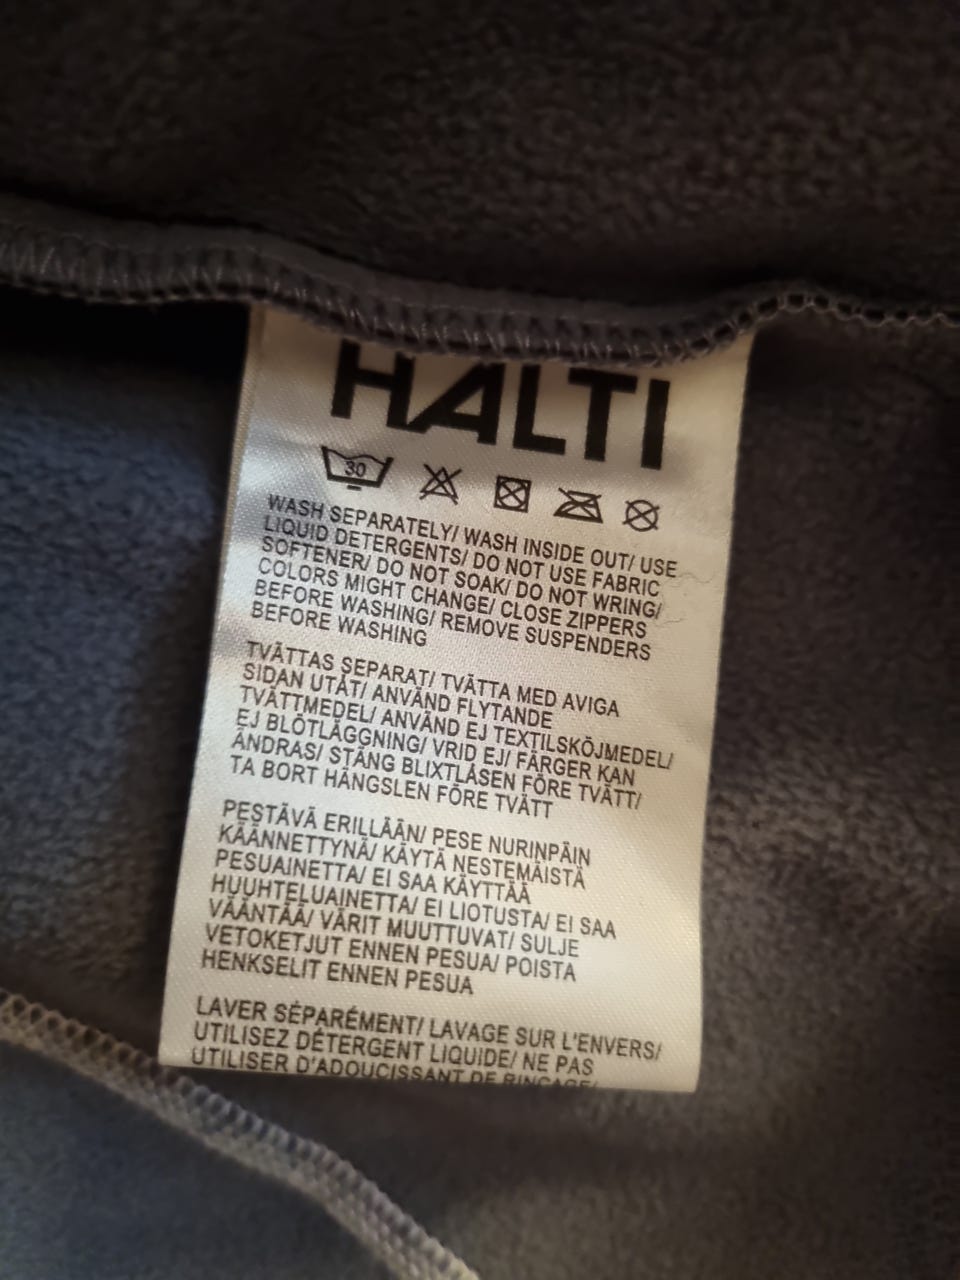 HALTI
30
WASH SEPARATELY/ WASH INSIDE OUT/ USE
LIQUID DETERGENTS/ DO NOT USE FABRIC
SOFTENER/ DO NOT SOAK/ DO NOT WRING/
COLORS MIGHT CHANGE/ CLOSE ZIPPERS
BEFORE WASHING/ REMOVE SUSPENDERS
BEFORE WASHING
TVÄTTAS SEPARAT/ TVÄTTA MED AVIGA
SIDAN UTÅT/ ANVÄND FLYTANDE
TVÄTTMEDEL/ ANVÄND EJ TEXTILSKÖJMEDEL/
EJ BLÖTLÄGGNING/ VRID EJ/ FÄRGER KAN
ÄNDRAS/ STÄNG BLIXTLÅSEN FÖRE TVÄTT/
TA BORT HÄNGSLEN FÖRE TVÄTT
PESTÄVÄ ERILLÄÄN/ PESE NURINPÄIN
KÄÄNNETTYNÄ/ KÄYTÄ NESTEMÄISTÄ
PESUAINETTA/ EI SAA KÄYTTÄÄ
HUUHTELUAINETTA/ EI LIOTUSTA/ EI SAA
VÄÄNTÄÄ/ VÄRIT MUUTTUVAT/ SULJE
VETOKETJUT ENNEN PESUA/ POISTA
HENKSELIT ENNEN PESUA
LAVER SÉPARÉMENT/ LAVAGE SUR L'ENVERS/
UTILISEZ DÉTERGENT LIQUIDE/ NE PAS
UTILISER D'ADOUCISSANT DE RINÇAGE/